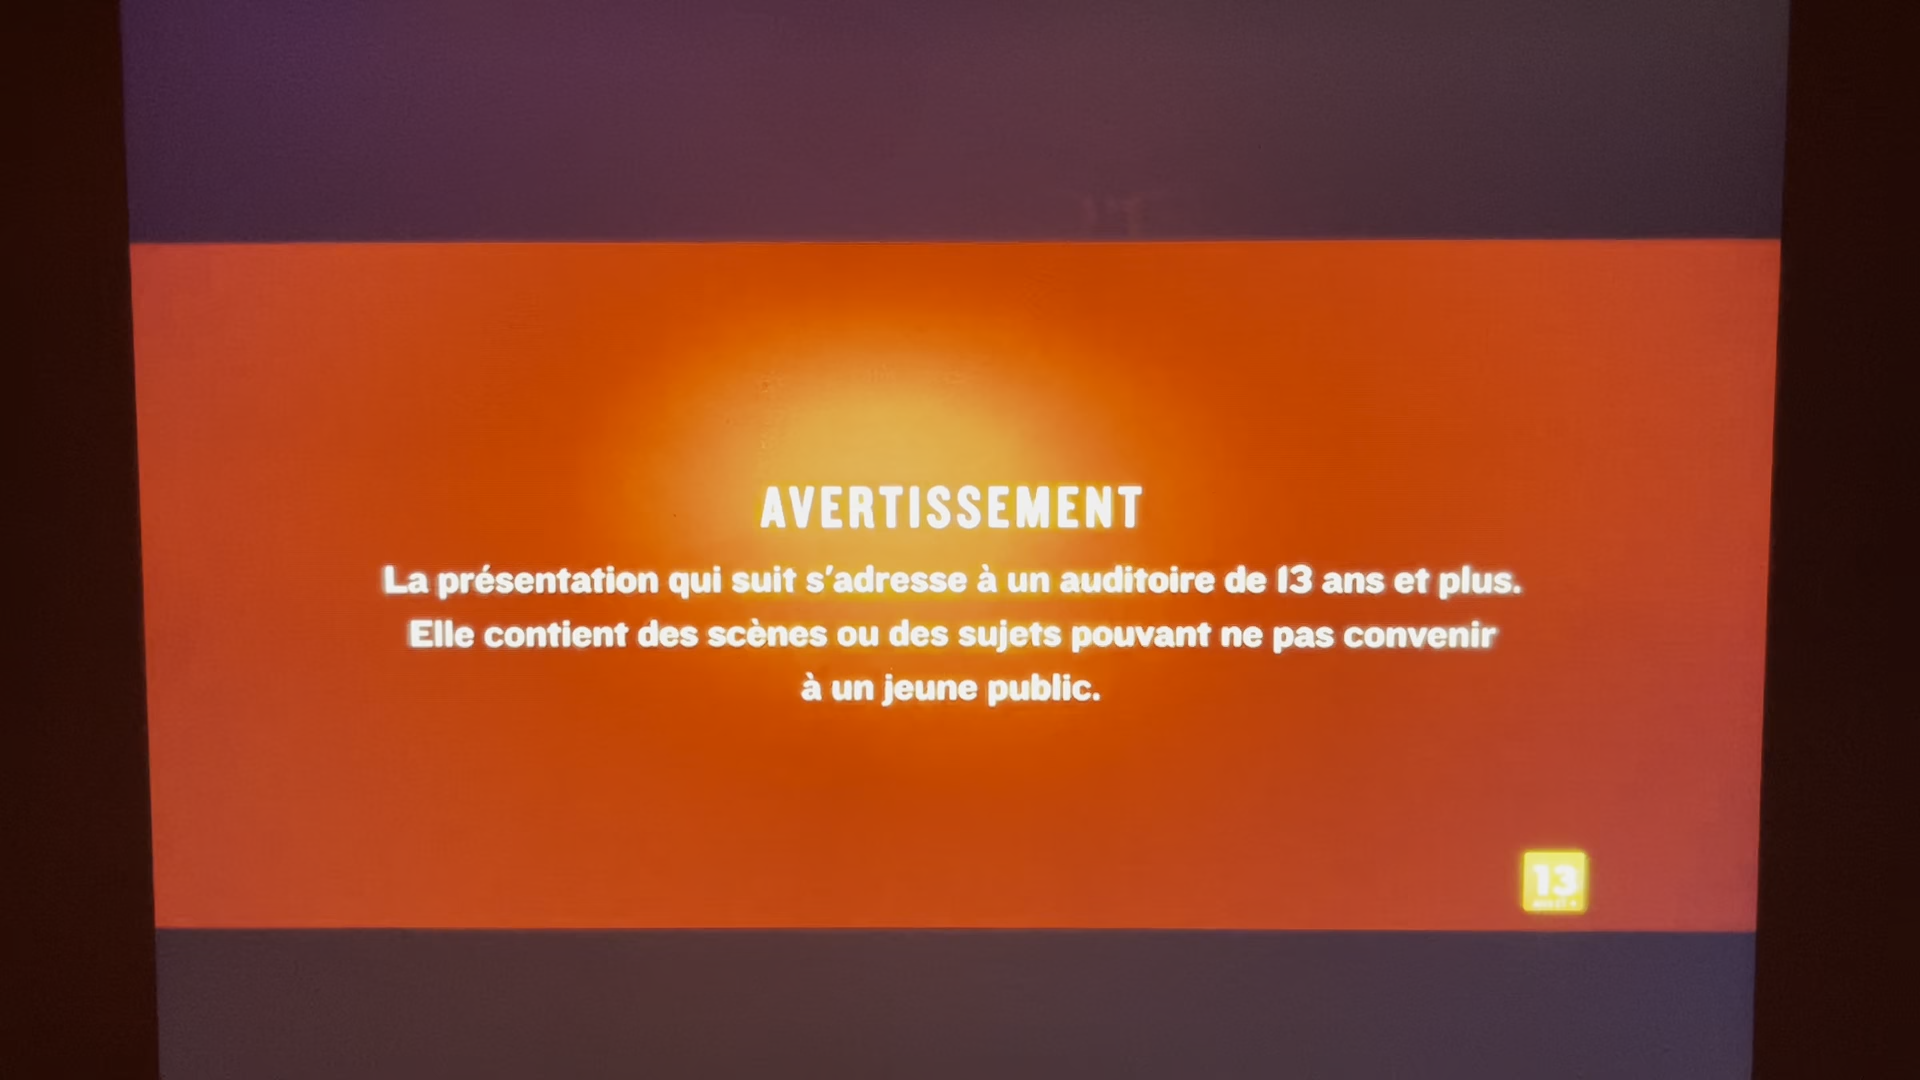 AVERTISSEMENT
La présentation qui suit s'adresse à un auditoire de 13 ans et plus.
Elle contient des scènes ou des sujets pouvant ne pas convenir
à un jeune public.
13